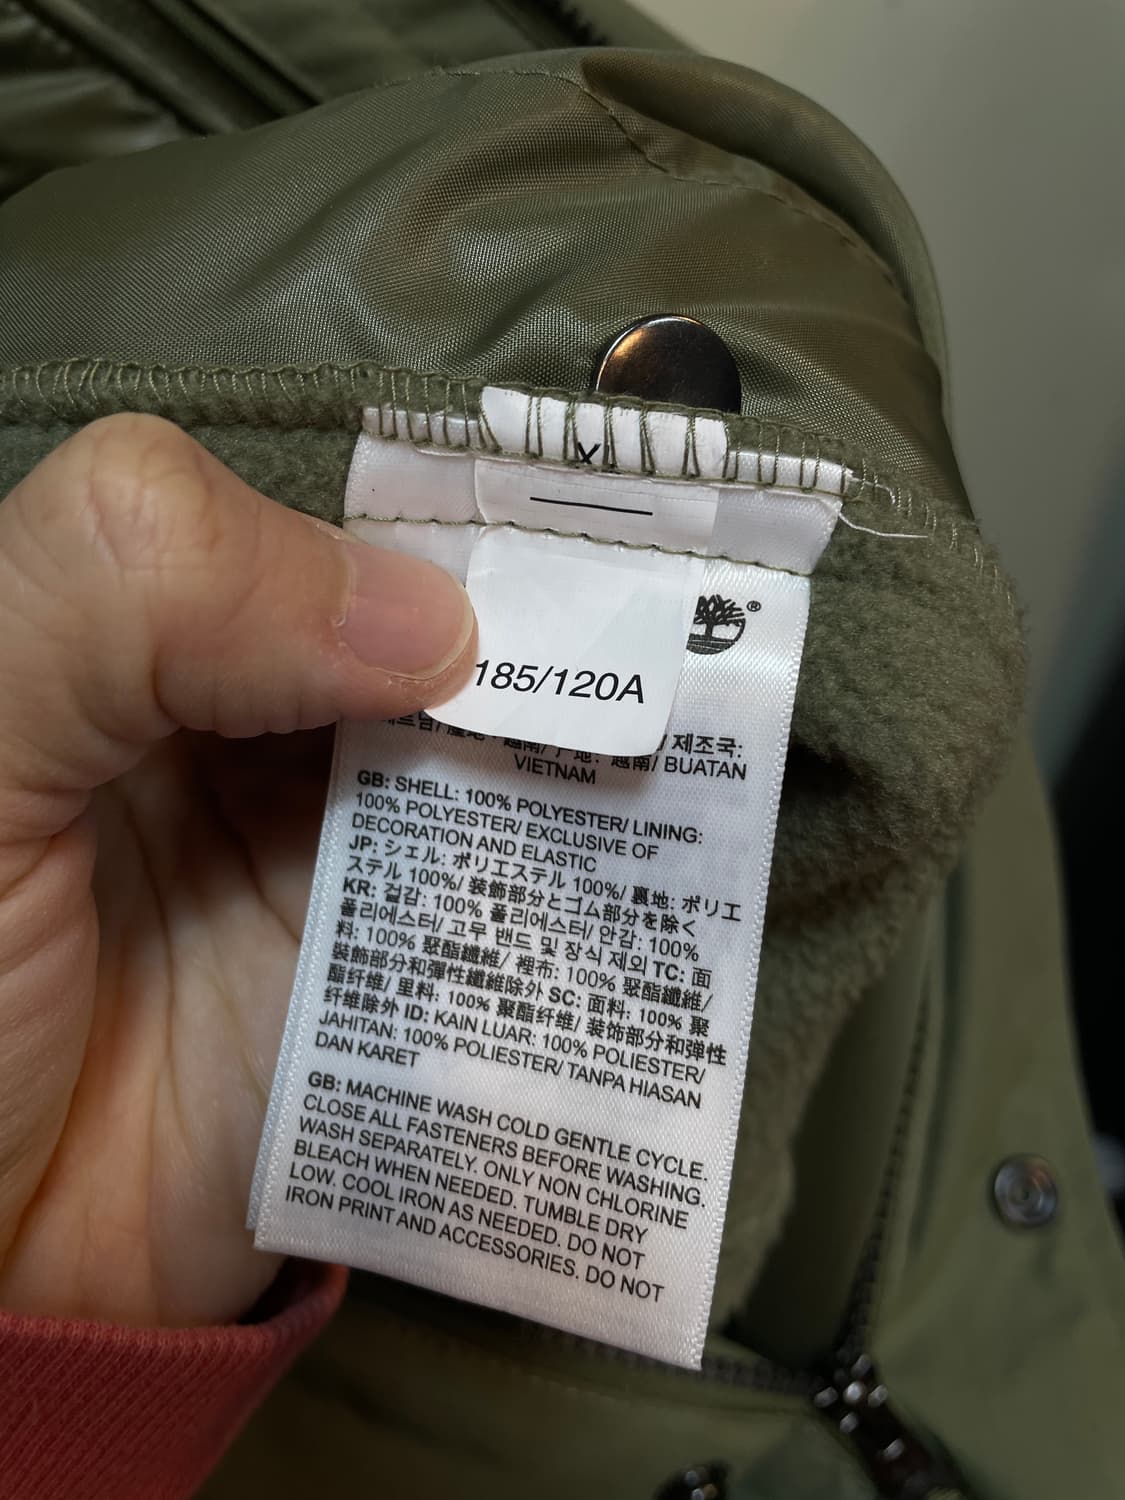 X
®
185/120A
/ 제조국:
越南/ BUATAN
VIETNAM
GB: SHELL: 100% POLYESTER/ LINING:
100% POLYESTER/ EXCLUSIVE OF
DECORATION AND ELASTIC
JP: シェル: ポリエステル 100%/ 裏地: ポリエ
ステル 100%/ 装飾部分とゴム部分を除く
KR: 겉감: 100% 폴리에스터/ 안감: 100%
폴리에스터/ 고무 밴드 및 장식 제외 TC: 面
料: 100% 聚酯纖維/ 裡布: 100% 聚酯纖維/
裝飾部分和彈性纖維除外 SC: 面料: 100% 聚
酯纤维/ 里料: 100% 聚酯纤维/ 装饰部分和弹性
纤维除外 ID: KAIN LUAR: 100% POLIESTER/
JAHITAN: 100% POLIESTER/ TANPA HIASAN
DAN KARET
GB: MACHINE WASH COLD GENTLE CYCLE.
CLOSE ALL FASTENERS BEFORE WASHING.
WASH SEPARATELY. ONLY NON CHLORINE
BLEACH WHEN NEEDED. TUMBLE DRY
LOW. COOL IRON AS NEEDED. DO NOT
IRON PRINT AND ACCESSORIES. DO NOT